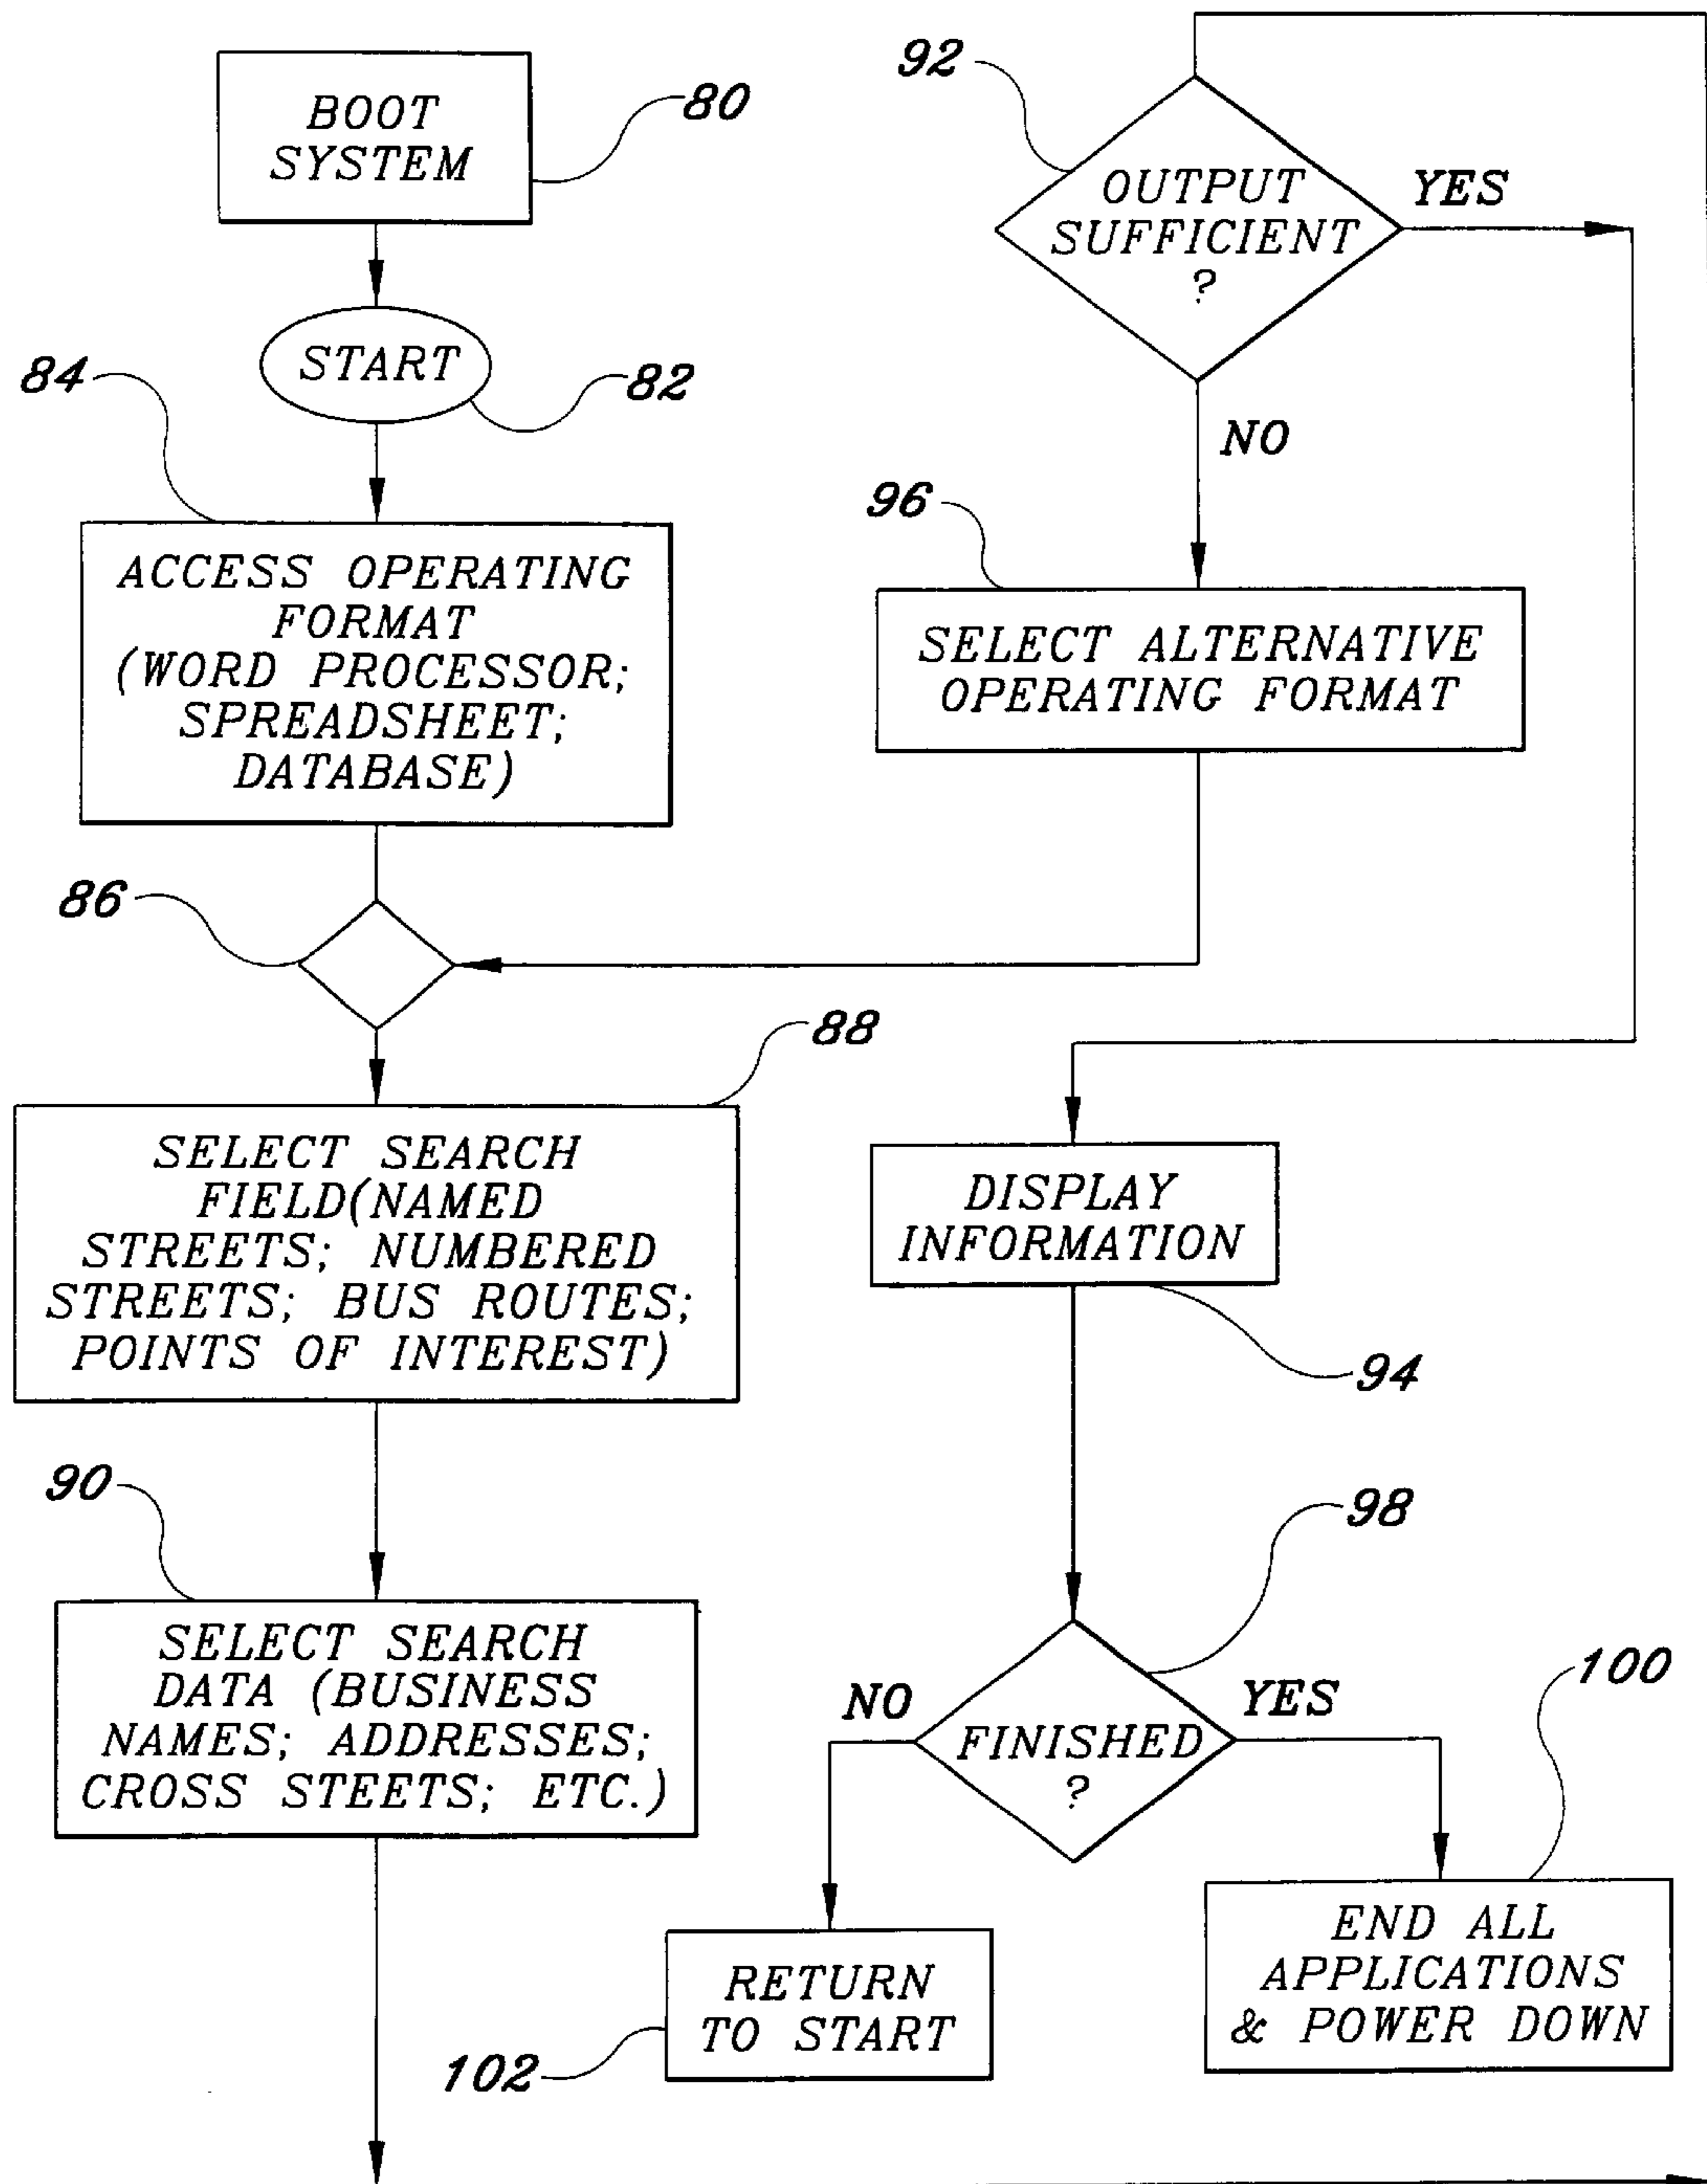 80
BOOT
SYSTEM
START
82
84
ACCESS OPERATING
FORMAT
(WORD PROCESSOR;
SPREADSHEET;
DATABASE)
86
88
SELECT SEARCH
FIELD(NAMED
STREETS; NUMBERED
STREETS; BUS ROUTES;
POINTS OF INTEREST)
90
SELECT SEARCH
DATA (BUSINESS
NAMES; ADDRESSES;
CROSS STEETS; ETC.)
92
OUTPUT
SUFFICIENT
?
YES
NO
96
SELECT ALTERNATIVE
OPERATING FORMAT
DISPLAY
INFORMATION
94
98
FINISHED
?
NO
YES
100
RETURN
TO START
102
END ALL
APPLICATIONS
& POWER DOWN